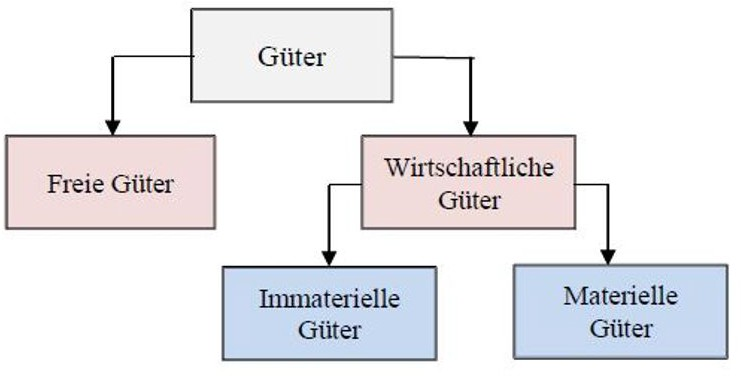 Güter
Freie Güter
Wirtschaftliche
Güter
Immaterielle
Güter
Materielle
Güter